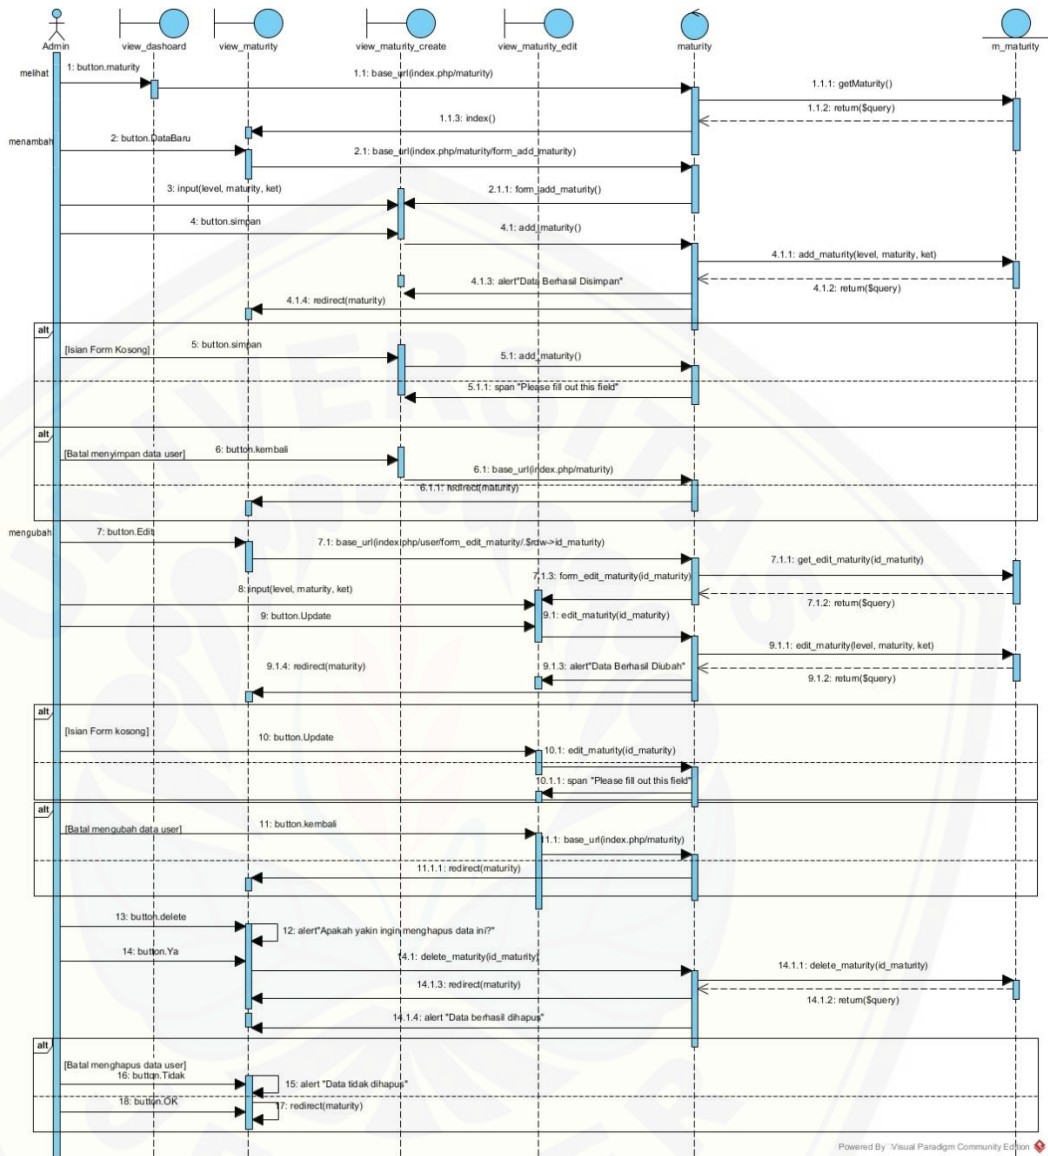 Admin
view_dashoard
view_maturity
view_maturity_create
view_maturity_edit
maturity
m_maturity
melihat
1: button.maturity
1.1: base_url(index.php/maturity)
1.1.1: getMaturity()
1.1.2: return($query)
1.1.3: index()
menambah
2: button.DataBaru
2.1: base_url(index.php/maturity/form_add_maturity)
3: input(level, maturity, ket)
2.1.1: form_add_maturity()
4: button.simpan
4.1: add_maturity()
4.1.1: add_maturity(level, maturity, ket)
4.1.3: alert"Data Berhasil Disimpan"
4.1.2: return($query)
4.1.4: redirect(maturity)
alt
[Isian Form Kosong]
5: button.simpan
5.1: add_maturity()
5.1.1: span "Please fill out this field"
alt
[Batal menyimpan data user]
6: button.kembali
6.1: base_url(index.php/maturity)
6.1.1: redirect(maturity)
mengubah
7: button.Edit
7.1: base_url(index.php/user/form_edit_maturity/.$row->id_maturity)
7.1.1: get_edit_maturity(id_maturity)
7.1.3: form_edit_maturity(id_maturity)
8: input(level, maturity, ket)
7.1.2: return($query)
9: button.Update
9.1: edit_maturity(id_maturity)
9.1.1: edit_maturity(level, maturity, ket)
9.1.4: redirect(maturity)
9.1.3: alert"Data Berhasil Diubah"
9.1.2: return($query)
alt
[Isian Form kosong]
10: button.Update
10.1: edit_maturity(id_maturity)
10.1.1: span "Please fill out this field"
alt
[Batal mengubah data user]
11: button.kembali
11.1: base_url(index.php/maturity)
11.1.1: redirect(maturity)
13: button.delete
12: alert"Apakah yakin ingin menghapus data ini?"
14: button.Ya
14.1: delete_maturity(id_maturity)
14.1.1: delete_maturity(id_maturity)
14.1.3: redirect(maturity)
14.1.2: return($query)
14.1.4: alert "Data berhasil dihapus"
alt
[Batal menghapus data user]
16: button.Tidak
15: alert "Data tidak dihapus"
18: button.OK
17: redirect(maturity)
UNIVERSITAS
Powered By Visual Paradigm Community Edition